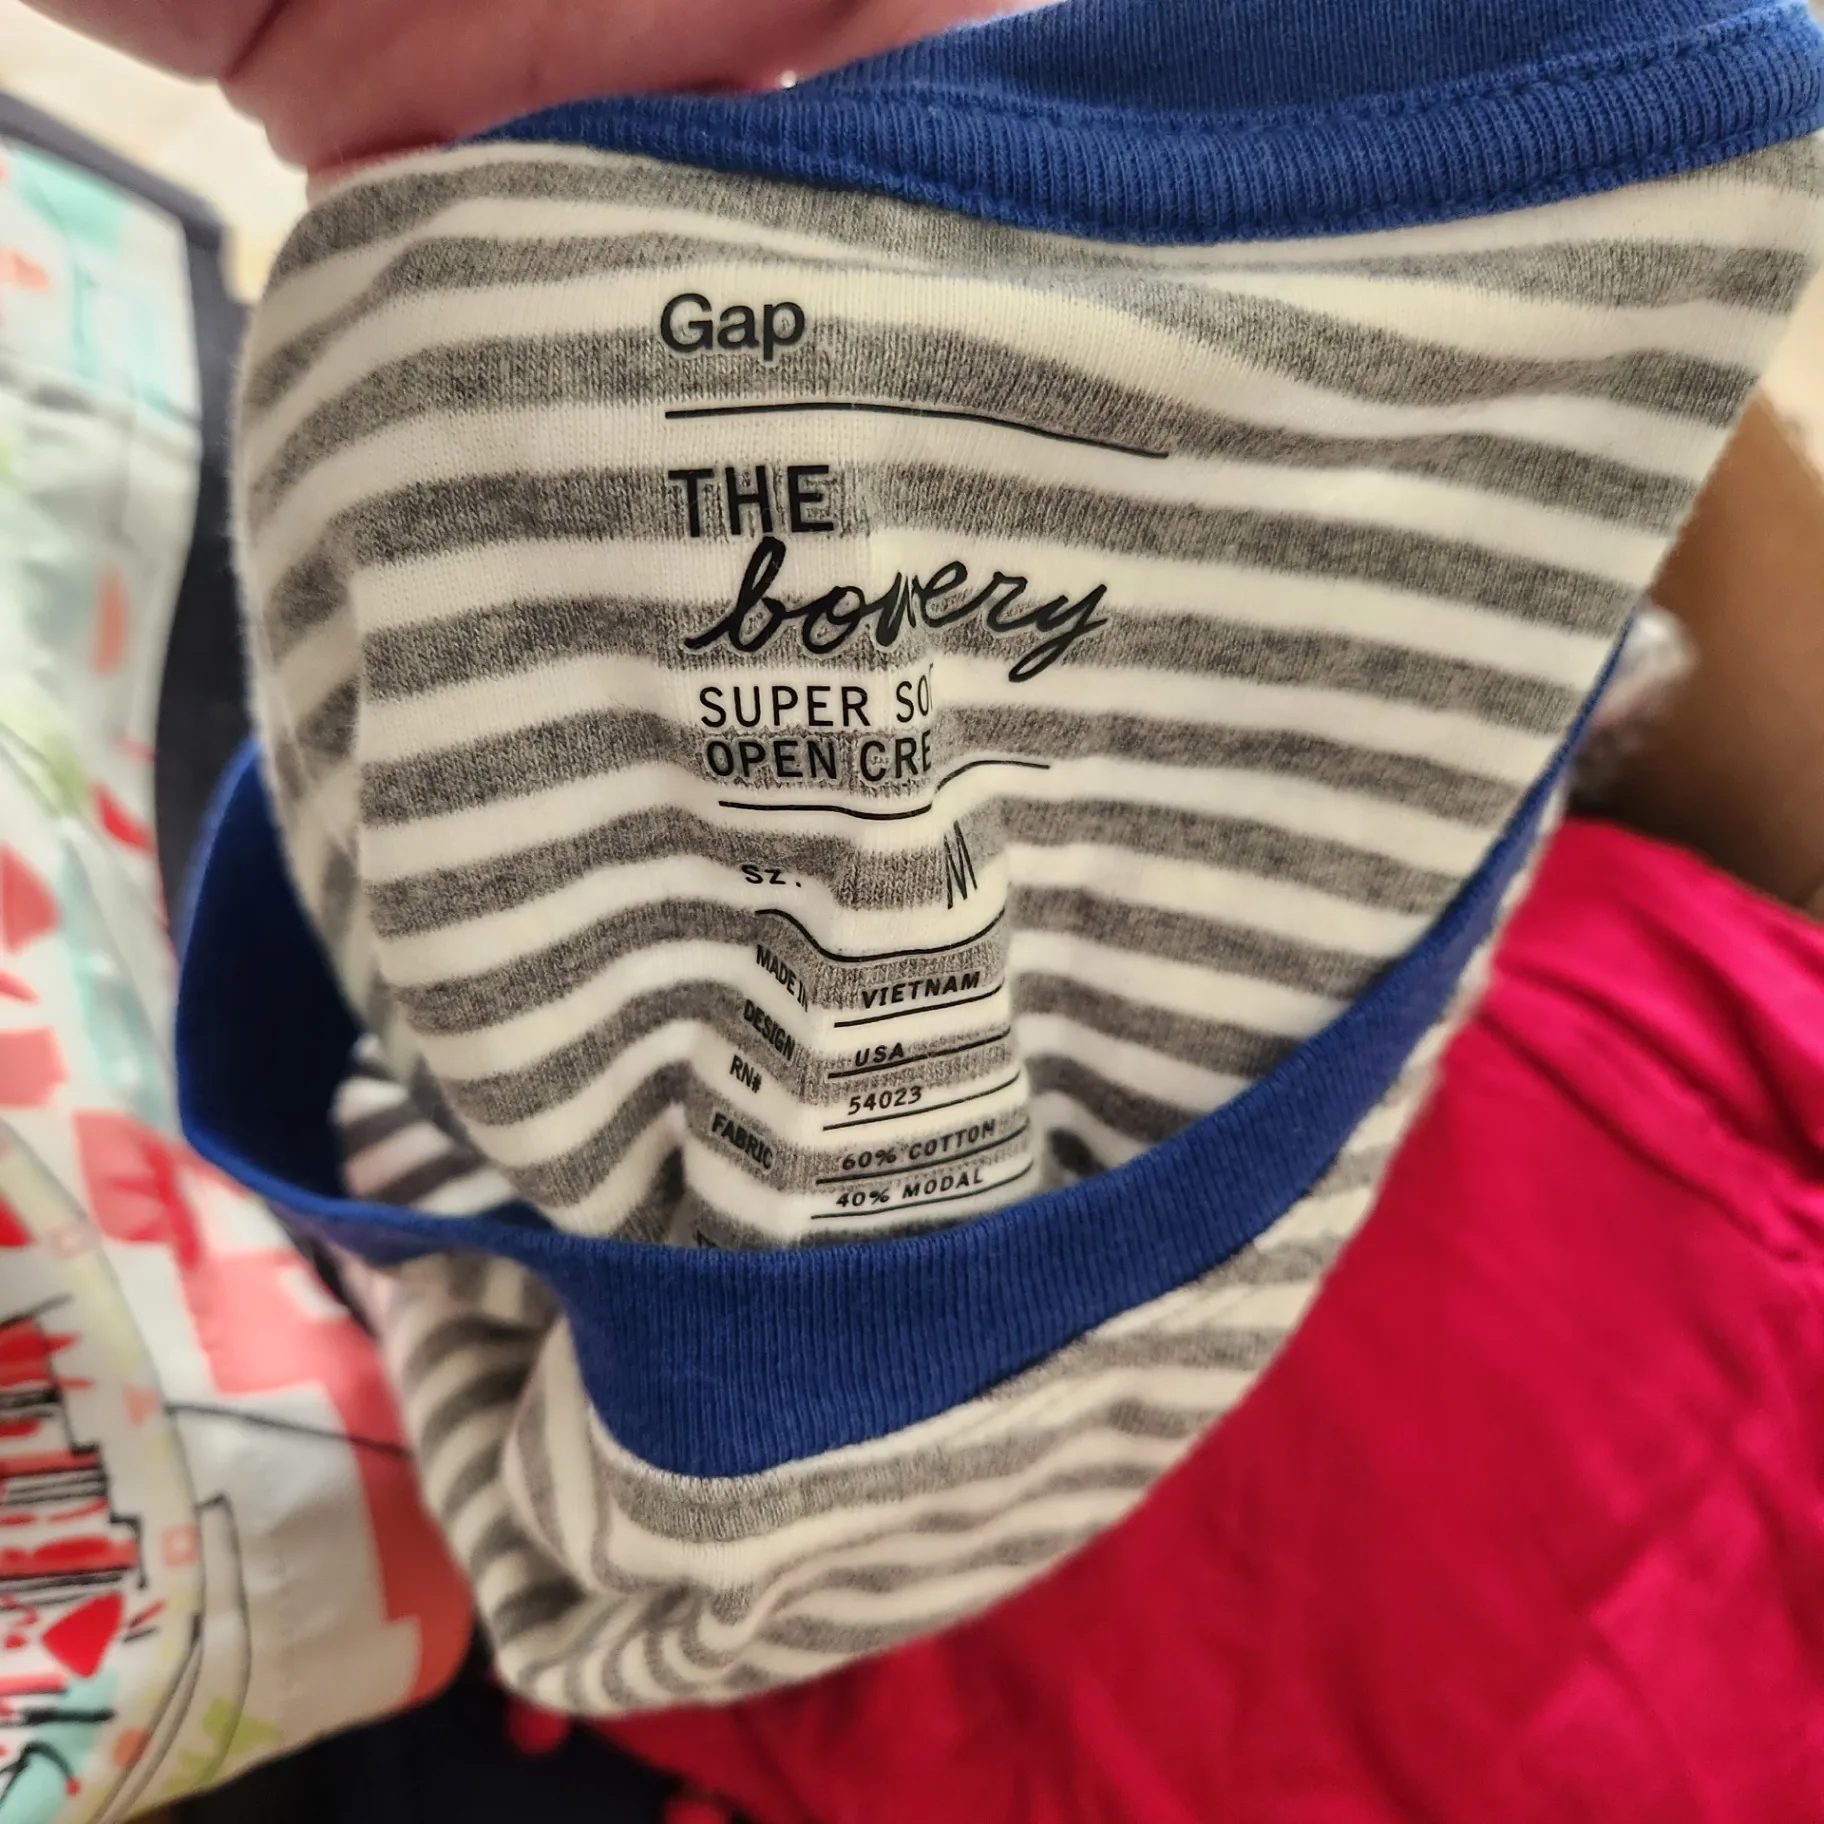 Gap
THE
bowery
SUPER SO
OPEN CRE
SZ. M
MADE IN VIETNAM
DESIGN USA
RN# 54023
FABRIC 60% COTTON
40% MODAL